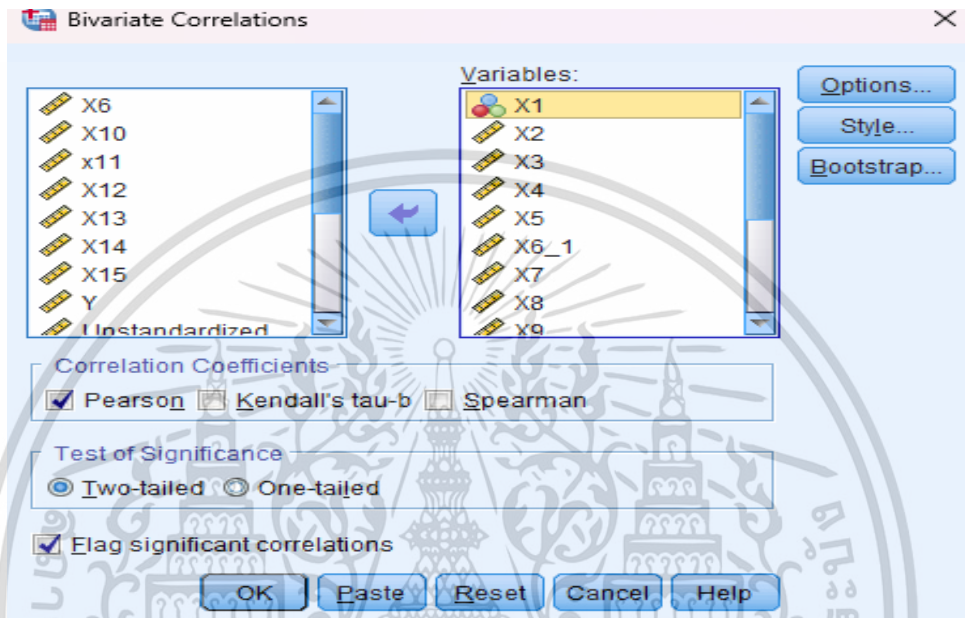 Bivariate Correlations
Variables:
X6
X10
x11
X12
X13
X14
X15
Y
Unstandardized
X1
X2
X3
X4
X5
X6_1
X7
X8
X9
Options...
Style...
Bootstrap...
Correlation Coefficients
Pearson Kendall's tau-b Spearman
Test of Significance
Two-tailed One-tailed
Flag significant correlations
OK Paste Reset Cancel Help